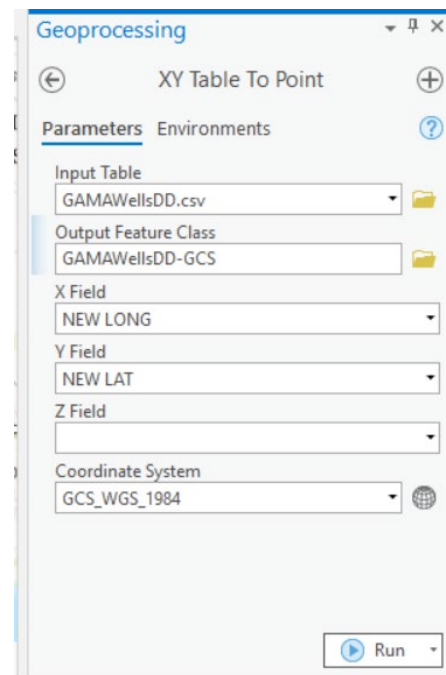 Geoprocessing
XY Table To Point
Parameters Environments
Input Table
GAMAWellsDD.csv
Output Feature Class
GAMAWellsDD-GCS
X Field
NEW LONG
Y Field
NEW LAT
Z Field
Coordinate System
GCS_WGS_1984
Run